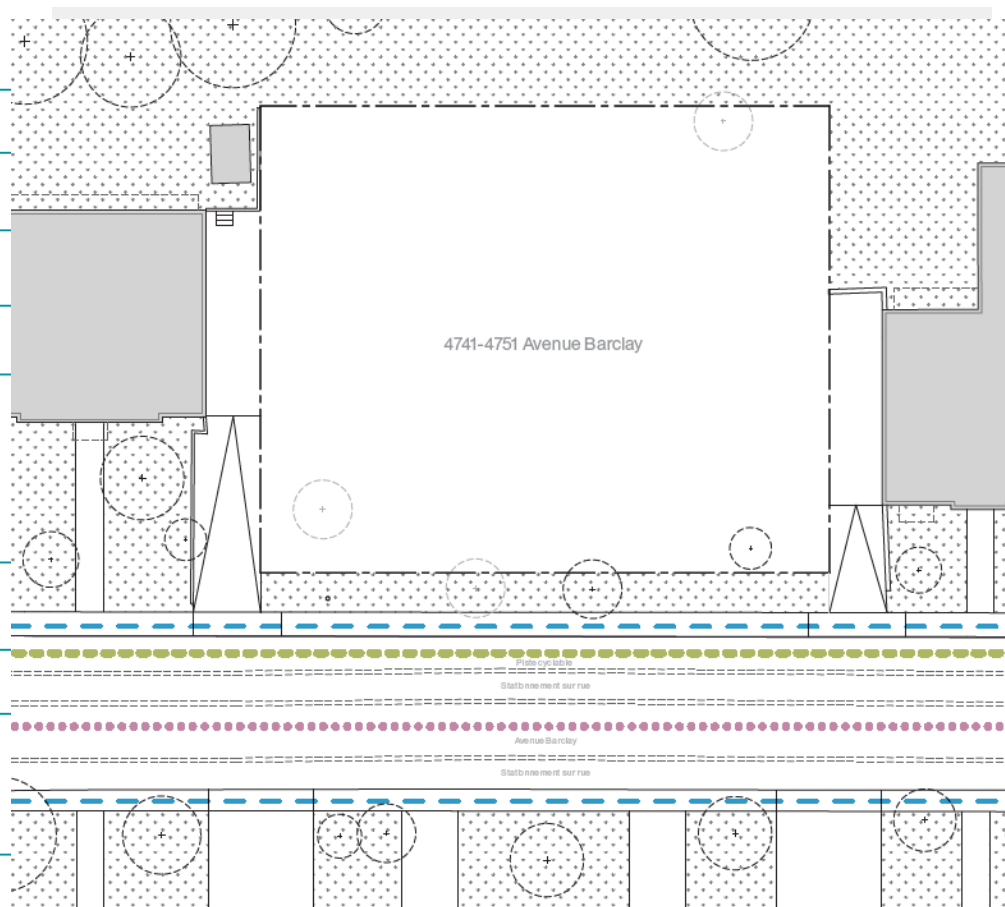 4741-4751 Avenue Barclay
Piste cyclable
Stationnement sur rue
Avenue Barclay
Stationnement sur rue